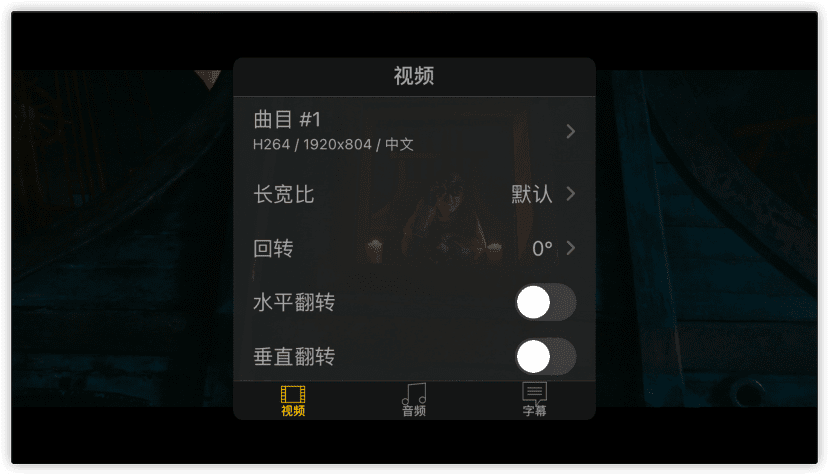 视频
曲目 #1
H264 / 1920x804 / 中文
长宽比 默认
回转 0°
水平翻转
垂直翻转
视频 音频 字幕